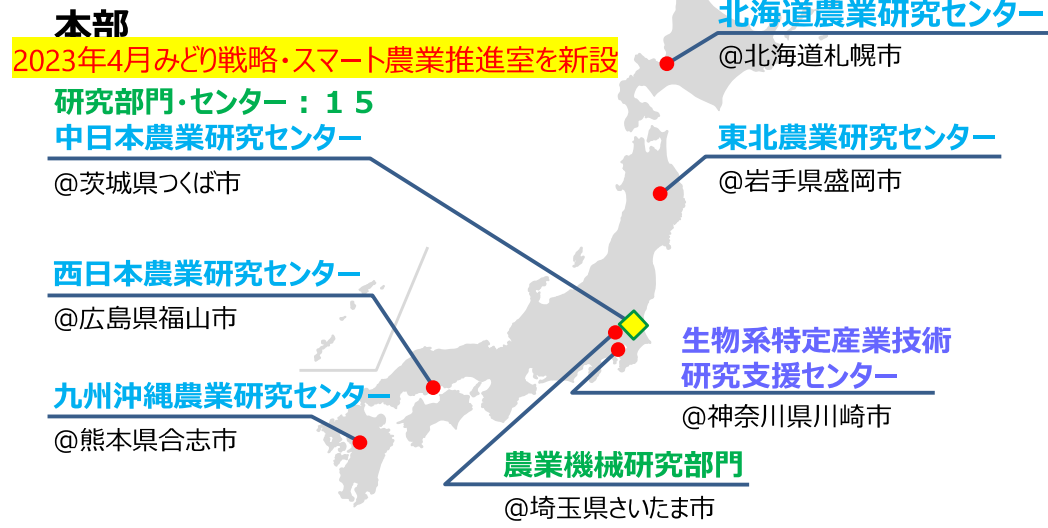 本部
2023年4月みどり戦略・スマート農業推進室を新設
研究部門・センター：１５
中日本農業研究センター
@茨城県つくば市
西日本農業研究センター
@広島県福山市
九州沖縄農業研究センター
@熊本県合志市
北海道農業研究センター
@北海道札幌市
東北農業研究センター
@岩手県盛岡市
生物系特定産業技術
研究支援センター
@神奈川県川崎市
農業機械研究部門
@埼玉県さいたま市